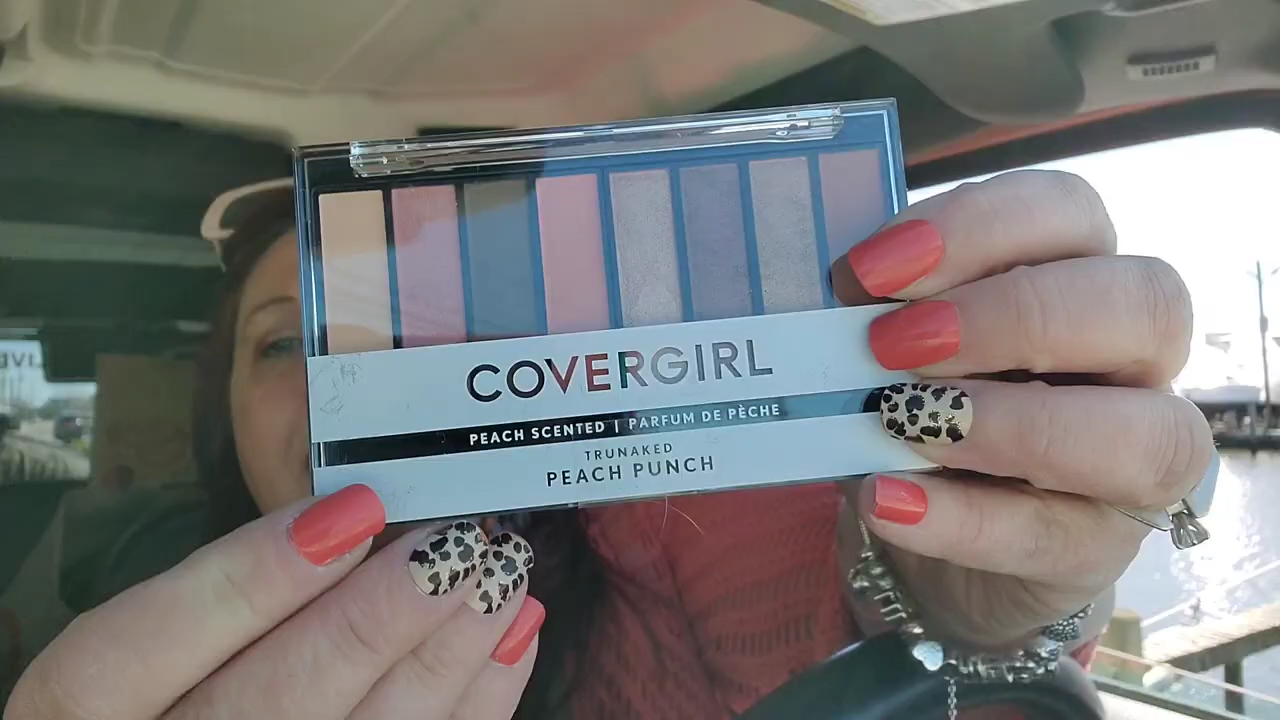 COVERGIRL
PEACH SCENTED | PARFUM DE PÈCHE
TRUNAKED
PEACH PUNCH